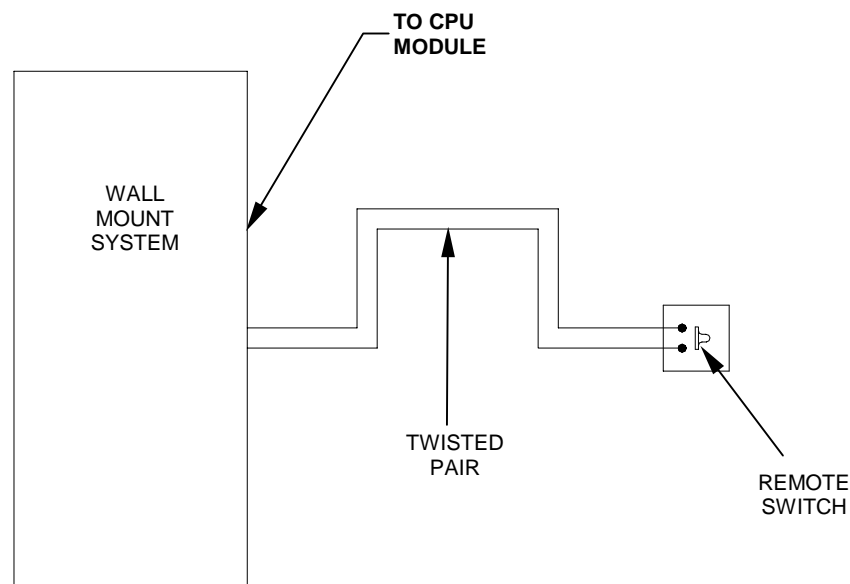 TO CPU
MODULE
WALL
MOUNT
SYSTEM
TWISTED
PAIR
REMOTE
SWITCH